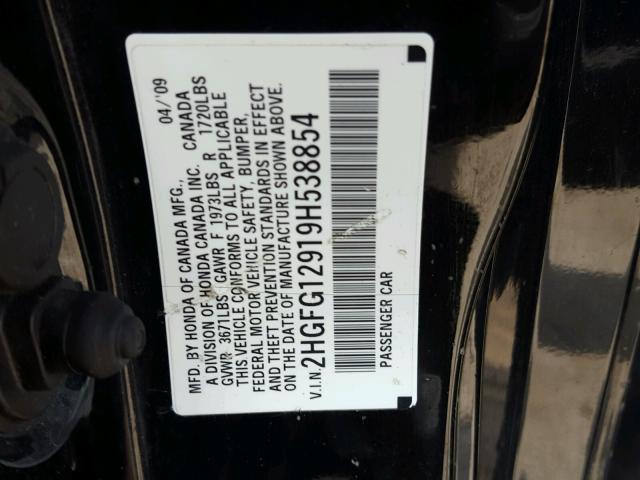 MFD. BY HONDA OF CANADA MFG., 04/'09
A DIVISION OF HONDA CANADA INC. CANADA
GVWR 3671LBS GAWR F 1973LBS R 1720LBS
THIS VEHICLE CONFORMS TO ALL APPLICABLE
FEDERAL MOTOR VEHICLE SAFETY, BUMPER,
AND THEFT PREVENTION STANDARDS IN EFFECT
ON THE DATE OF MANUFACTURE SHOWN ABOVE.
V.I.N. 2HGFG12919H538854
PASSENGER CAR